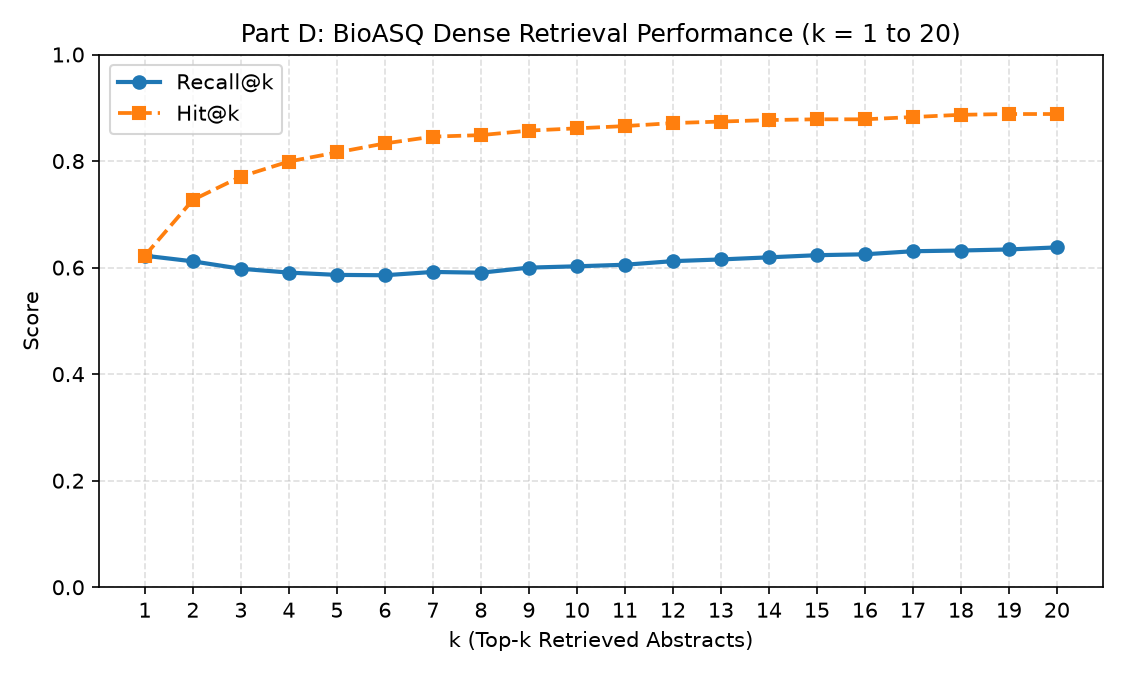 Part D: BioASQ Dense Retrieval Performance (k = 1 to 20)
Recall@k
Hit@k
Score
1.0
0.8
0.6
0.4
0.2
0.0
1 2 3 4 5 6 7 8 9 10 11 12 13 14 15 16 17 18 19 20
k (Top-k Retrieved Abstracts)